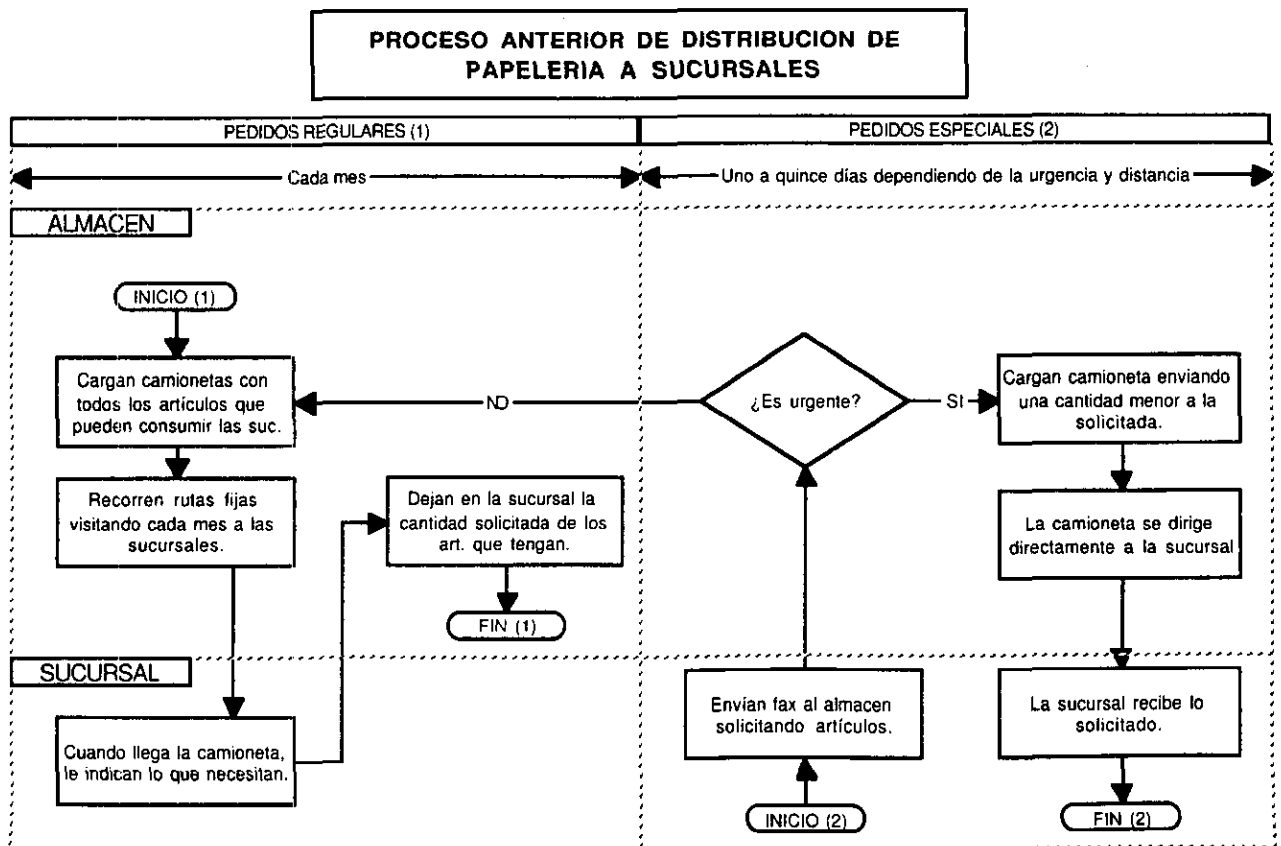 PROCESO ANTERIOR DE DISTRIBUCION DE
PAPELERIA A SUCURSALES
PEDIDOS REGULARES (1)
PEDIDOS ESPECIALES (2)
Cada mes
Uno a quince días dependiendo de la urgencia y distancia
ALMACEN
INICIO (1)
Cargan camionetas con
todos los artículos que
pueden consumir las suc.
NO
¿Es urgente?
SI
Cargan camioneta enviando
una cantidad menor a la
solicitada.
Recorren rutas fijas
visitando cada mes a las
sucursales.
Dejan en la sucursal la
cantidad solicitada de los
art. que tengan.
La camioneta se dirige
directamente a la sucursal
FIN (1)
SUCURSAL
Cuando llega la camioneta,
le indican lo que necesitan.
Envían fax al almacen
solicitando artículos.
La sucursal recibe lo
solicitado.
INICIO (2)
FIN (2)